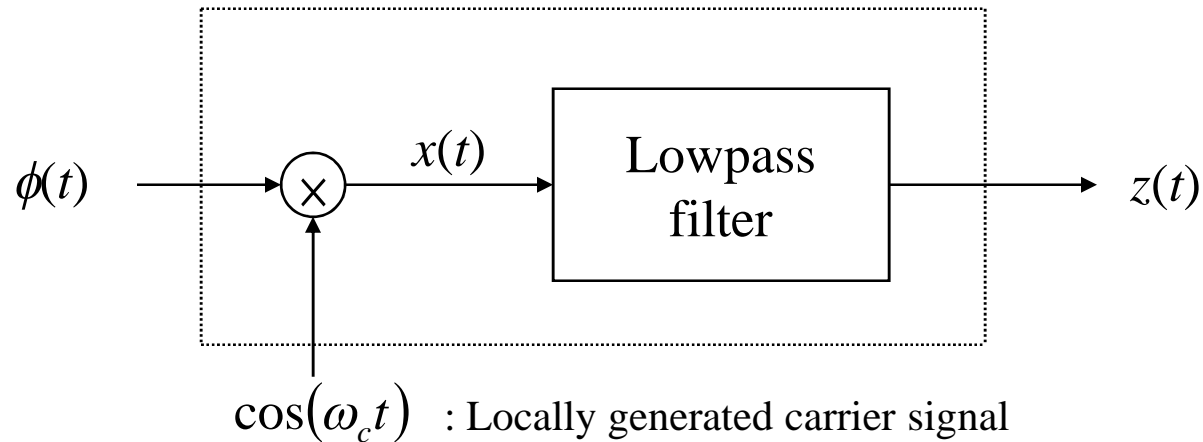 x(t)
ϕ(t)
×
Lowpass
filter
z(t)
cos(ω_c t) : Locally generated carrier signal